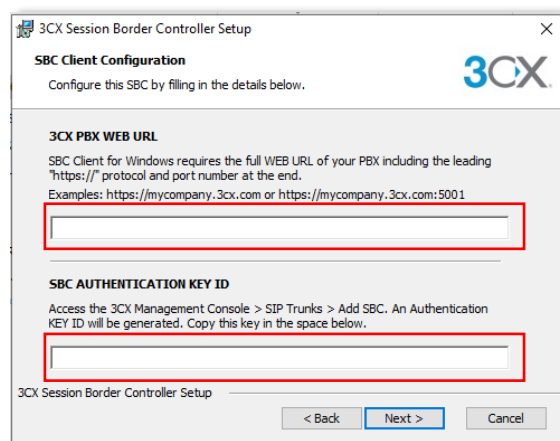 3CX Session Border Controller Setup
SBC Client Configuration
Configure this SBC by filling in the details below.
3CX
3CX PBX WEB URL
SBC Client for Windows requires the full WEB URL of your PBX including the leading
"https://" protocol and port number at the end.
Examples: https://mycompany.3cx.com or https://mycompany.3cx.com:5001
SBC AUTHENTICATION KEY ID
Access the 3CX Management Console > SIP Trunks > Add SBC. An Authentication
KEY ID will be generated. Copy this key in the space below.
3CX Session Border Controller Setup
< Back
Next >
Cancel